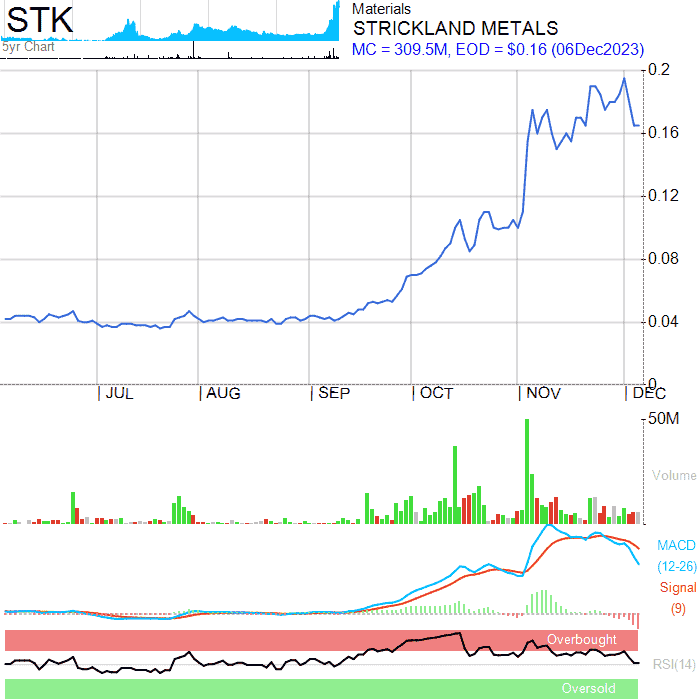 STK
5yr Chart
Materials
STRICKLAND METALS
MC = 309.5M, EOD = $0.16 (06Dec2023)
0.2
0.16
0.12
0.08
0.04
0
JUL AUG SEP OCT NOV DEC
50M
Volume
MACD
(12-26)
Signal
(9)
Overbought
RSI(14)
Oversold